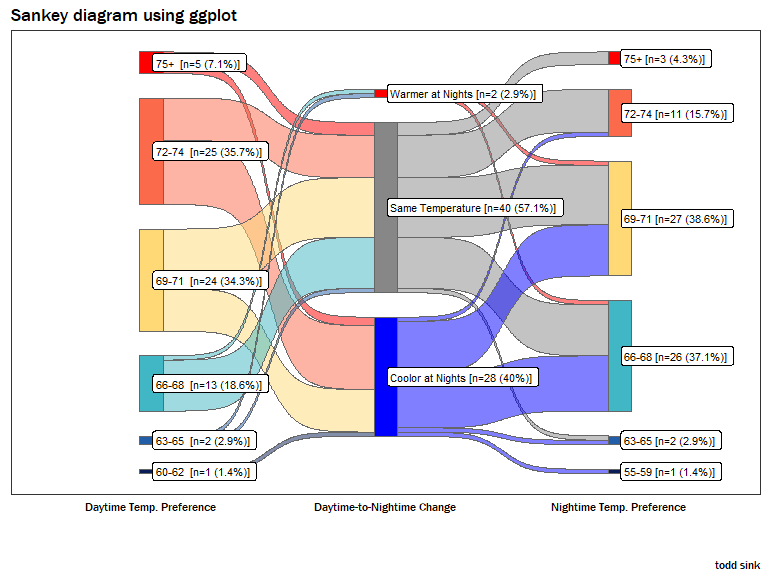 Sankey diagram using ggplot
75+ [n=5 (7.1%)]
72-74 [n=25 (35.7%)]
69-71 [n=24 (34.3%)]
66-68 [n=13 (18.6%)]
63-65 [n=2 (2.9%)]
60-62 [n=1 (1.4%)]
Warmer at Nights [n=2 (2.9%)]
Same Temperature [n=40 (57.1%)]
Coolor at Nights [n=28 (40%)]
75+ [n=3 (4.3%)]
72-74 [n=11 (15.7%)]
69-71 [n=27 (38.6%)]
66-68 [n=26 (37.1%)]
63-65 [n=2 (2.9%)]
55-59 [n=1 (1.4%)]
Daytime Temp. Preference
Daytime-to-Nightime Change
Nightime Temp. Preference
todd sink